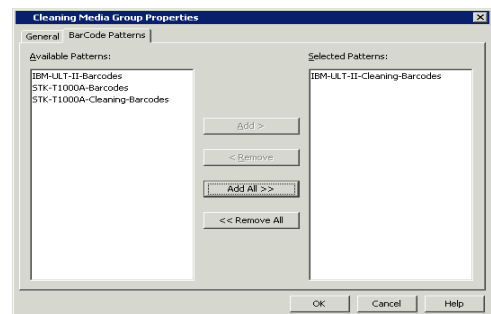 Cleaning Media Group Properties
General BarCode Patterns
Available Patterns: Selected Patterns:
IBM-ULT-II-Barcodes IBM-ULT-II-Cleaning-Barcodes
STK-T1000A-Barcodes
STK-T1000A-Cleaning-Barcodes
Add >
< Remove
Add All >>
<< Remove All
OK Cancel Help